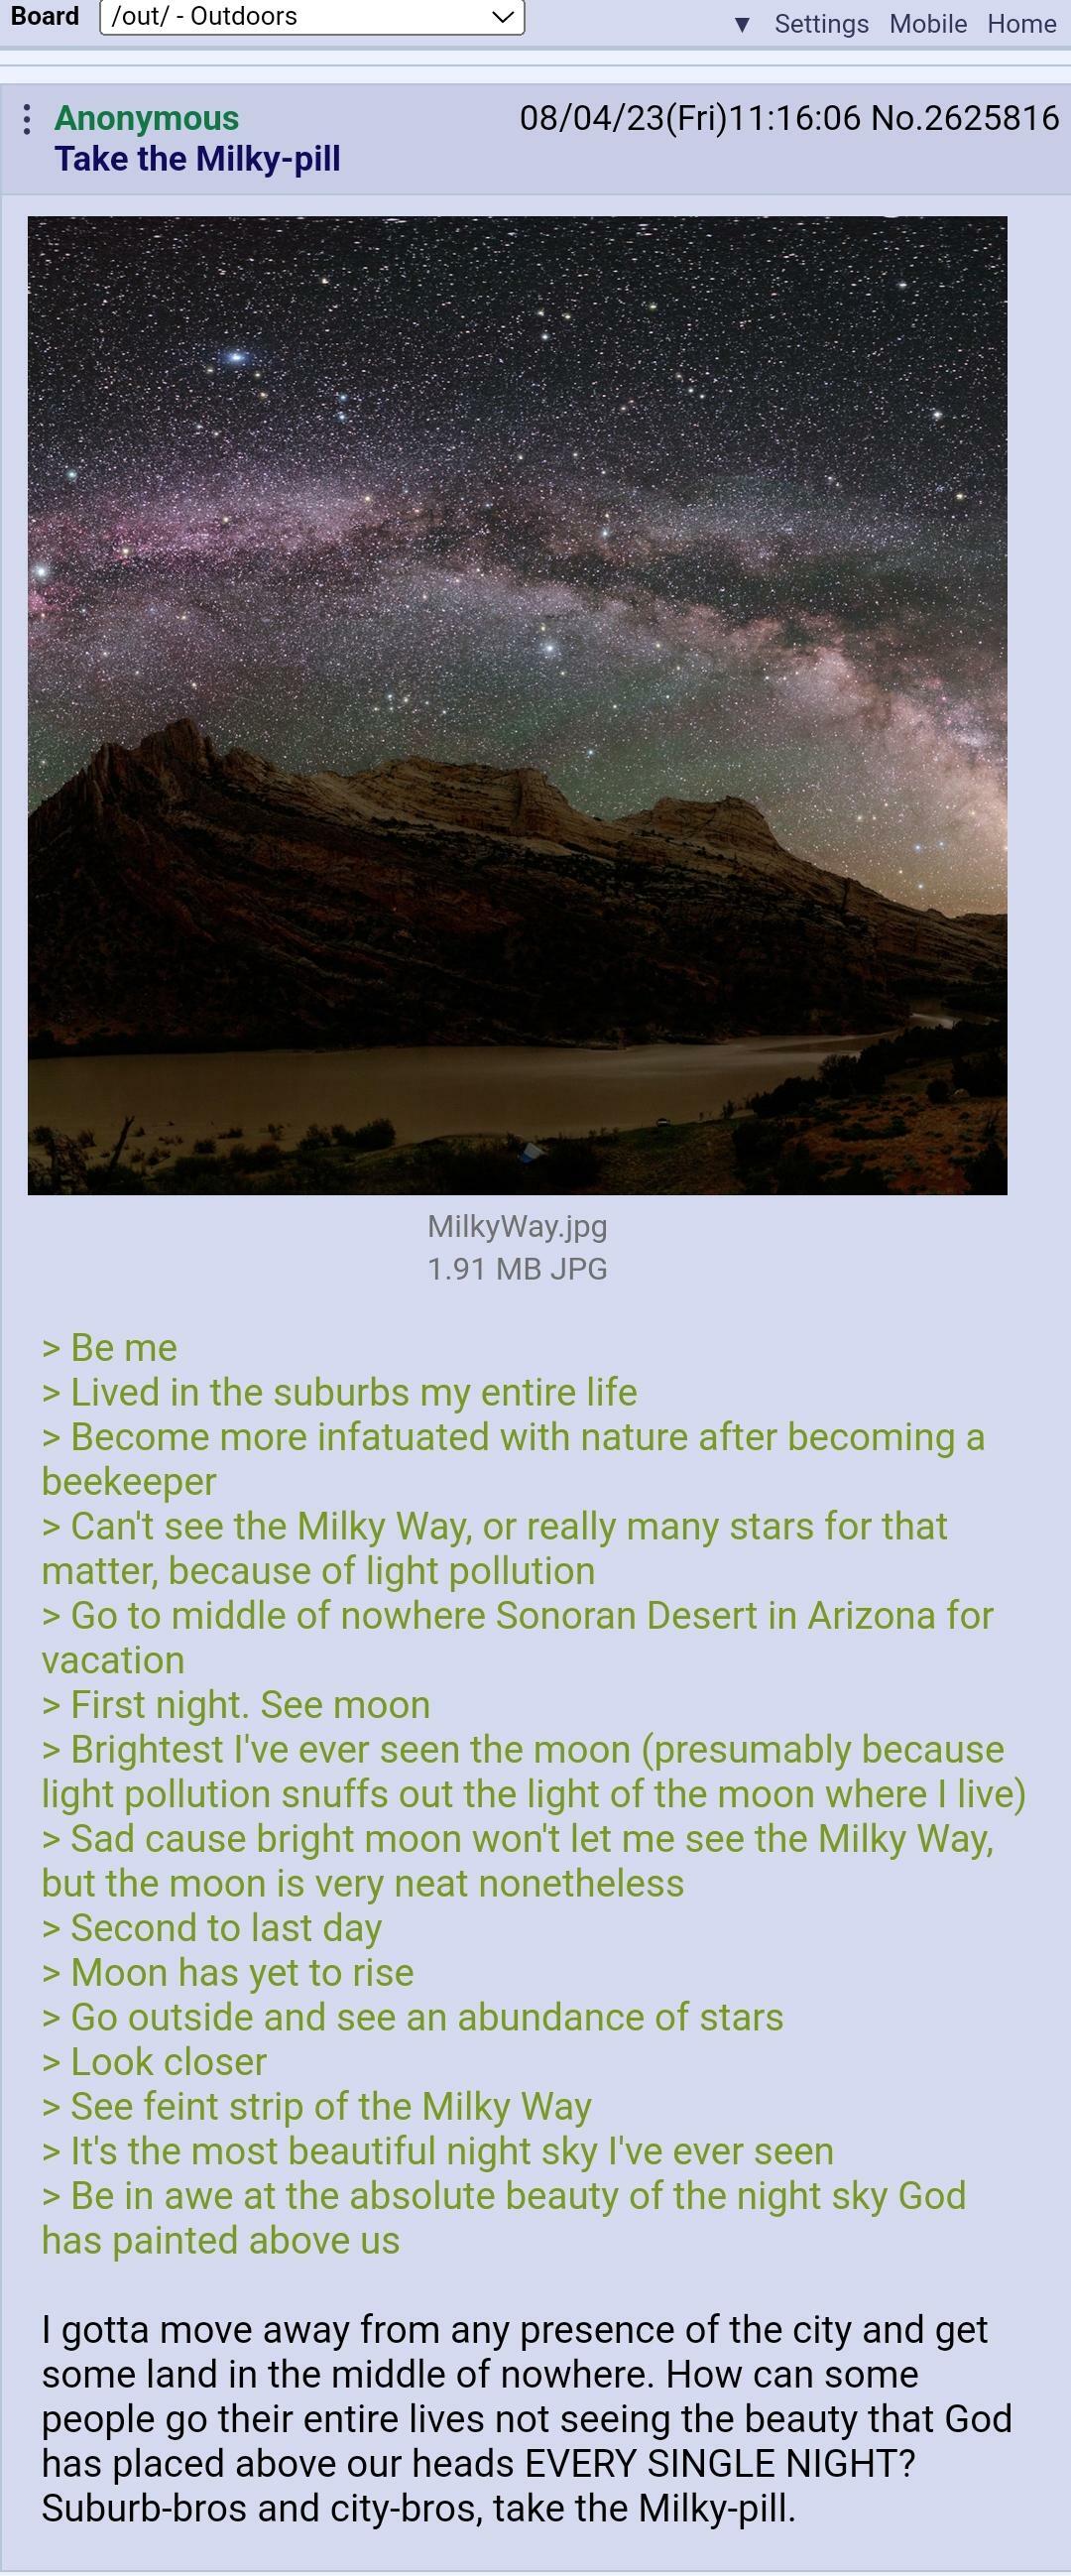 Board /out/ - Outdoors ▼ Settings Mobile Home
Anonymous 08/04/23(Fri)11:16:06 No.2625816
Take the Milky-pill
MilkyWay.jpg
1.91 MB JPG
> Be me
> Lived in the suburbs my entire life
> Become more infatuated with nature after becoming a
beekeeper
> Can't see the Milky Way, or really many stars for that
matter, because of light pollution
> Go to middle of nowhere Sonoran Desert in Arizona for
vacation
> First night. See moon
> Brightest I've ever seen the moon (presumably because
light pollution snuffs out the light of the moon where I live)
> Sad cause bright moon won't let me see the Milky Way,
but the moon is very neat nonetheless
> Second to last day
> Moon has yet to rise
> Go outside and see an abundance of stars
> Look closer
> See feint strip of the Milky Way
> It's the most beautiful night sky I've ever seen
> Be in awe at the absolute beauty of the night sky God
has painted above us
I gotta move away from any presence of the city and get
some land in the middle of nowhere. How can some
people go their entire lives not seeing the beauty that God
has placed above our heads EVERY SINGLE NIGHT?
Suburb-bros and city-bros, take the Milky-pill.